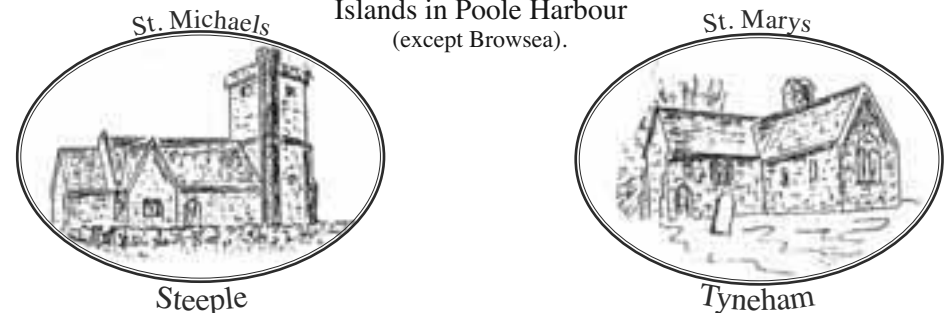 Islands in Poole Harbour
(except Browsea).
St. Michaels
Steeple
St. Marys
Tyneham